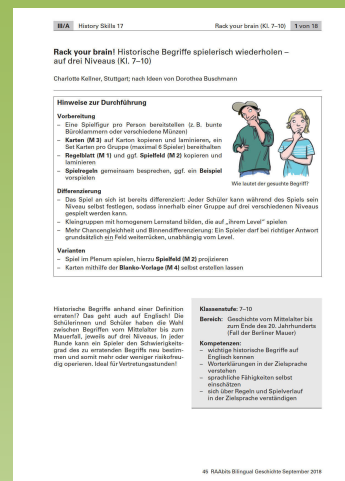 III/A History Skills 17 Rack your brain (Kl. 7–10) 1 von 18
Rack your brain! Historische Begriffe spielerisch wiederholen –
auf drei Niveaus (Kl. 7–10)
Charlotte Kellner, Stuttgart; nach Ideen von Dorothea Buschmann
Hinweise zur Durchführung
Vorbereitung
– Eine Spielfigur pro Person bereitstellen (z. B. bunte
Büroklammern oder verschiedene Münzen)
– Karten (M 3) auf Karton kopieren und laminieren, ein
Set Karten pro Gruppe (maximal 6 Spieler) bereithalten
– Regelblatt (M 1) und ggf. Spielfeld (M 2) kopieren und
laminieren
– Spielregeln gemeinsam besprechen, ggf. ein Beispiel
vorspielen
Wie lautet der gesuchte Begriff?
Differenzierung
– Das Spiel an sich ist bereits differenziert: Jeder Schüler kann während des Spiels sein
Niveau selbst festlegen, sodass innerhalb einer Gruppe auf drei verschiedenen Niveaus
gespielt werden kann.
– Kleingruppen mit homogenem Lernstand bilden, die auf „ihrem Level“ spielen
– Mehr Chancengleichheit und Binnendifferenzierung: Ein Spieler darf bei richtiger Antwort
grundsätzlich ein Feld weiterrücken, unabhängig vom Level.
Varianten
– Spiel im Plenum spielen, hierzu Spielfeld (M 2) projizieren
– Karten mithilfe der Blanko-Vorlage (M 4) selbst erstellen lassen
Historische Begriffe anhand einer Definition
erraten!? Das geht auch auf Englisch! Die
Schülerinnen und Schüler haben die Wahl
zwischen Begriffen vom Mittelalter bis zum
Mauerfall, jeweils auf drei Niveaus. In jeder
Runde kann ein Spieler den Schwierigkeits-
grad des zu erratenden Begriffs neu bestim-
men und somit mehr oder weniger risikofreu-
dig operieren. Ideal für Vertretungsstunden!
Klassenstufe: 7–10
Bereich: Geschichte vom Mittelalter bis
zum Ende des 20. Jahrhunderts
(Fall der Berliner Mauer)
Kompetenzen:
– wichtige historische Begriffe auf
Englisch kennen
– Worterklärungen in der Zielsprache
verstehen
– sprachliche Fähigkeiten selbst
einschätzen
– sich über Regeln und Spielverlauf
in der Zielsprache verständigen
45 RAAbits Bilingual Geschichte September 2018